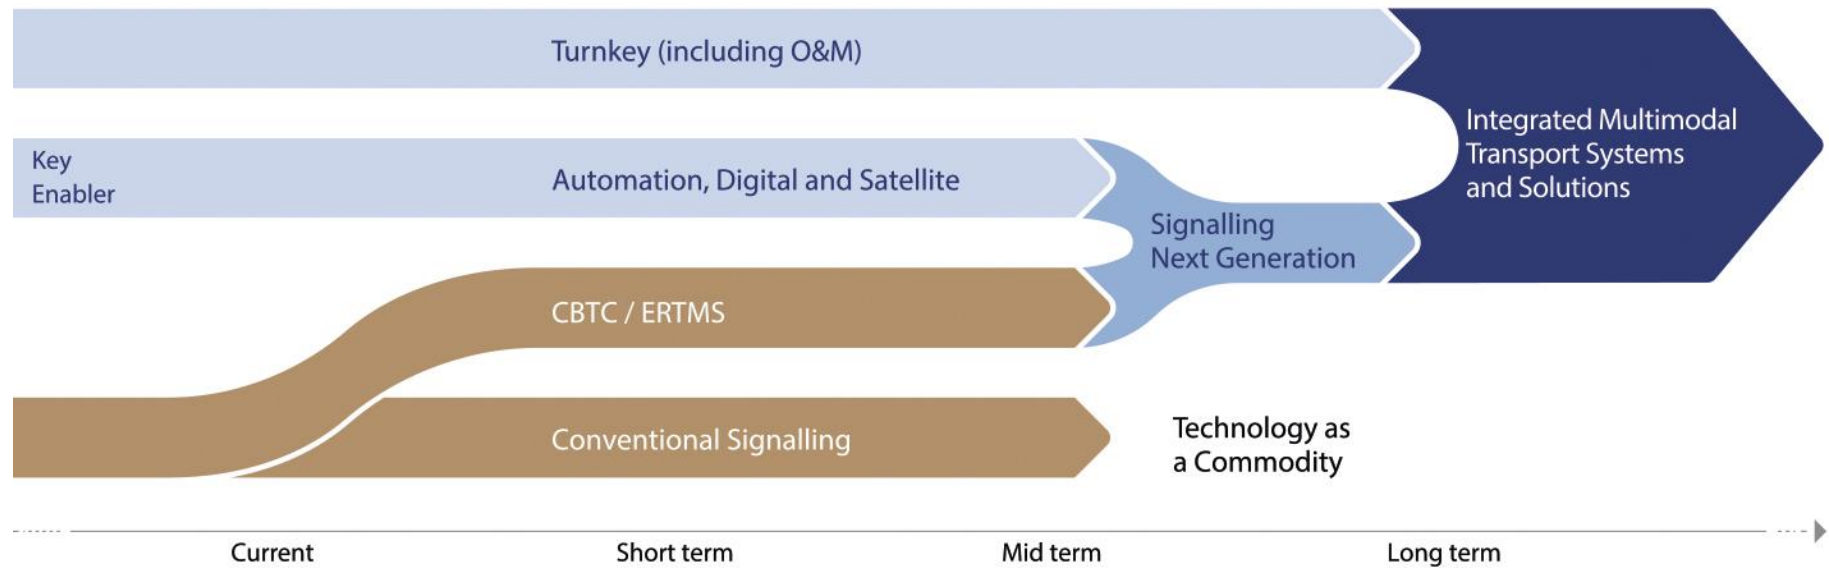 Turnkey (including O&M)
Integrated Multimodal
Transport Systems
and Solutions
Key
Enabler
Automation, Digital and Satellite
Signalling
Next Generation
CBTC / ERTMS
Conventional Signalling
Technology as
a Commodity
Current
Short term
Mid term
Long term